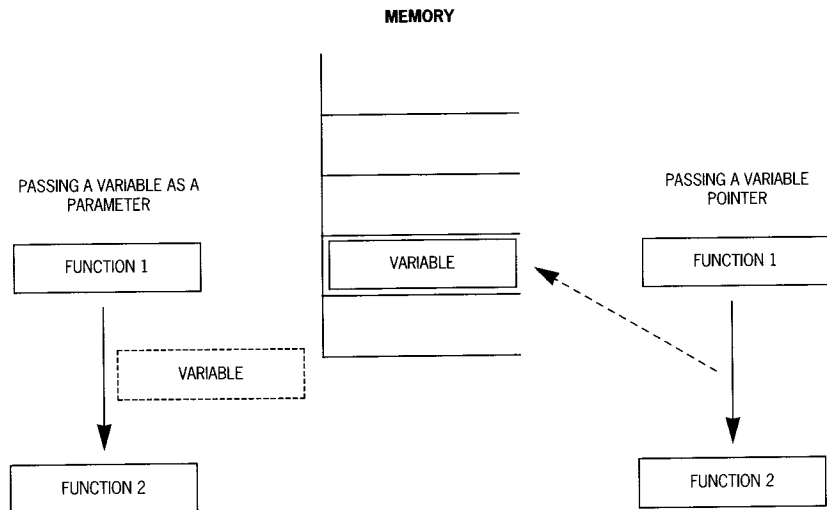 MEMORY
PASSING A VARIABLE AS A
PARAMETER
FUNCTION 1
VARIABLE
FUNCTION 2
VARIABLE
PASSING A VARIABLE
POINTER
FUNCTION 1
FUNCTION 2